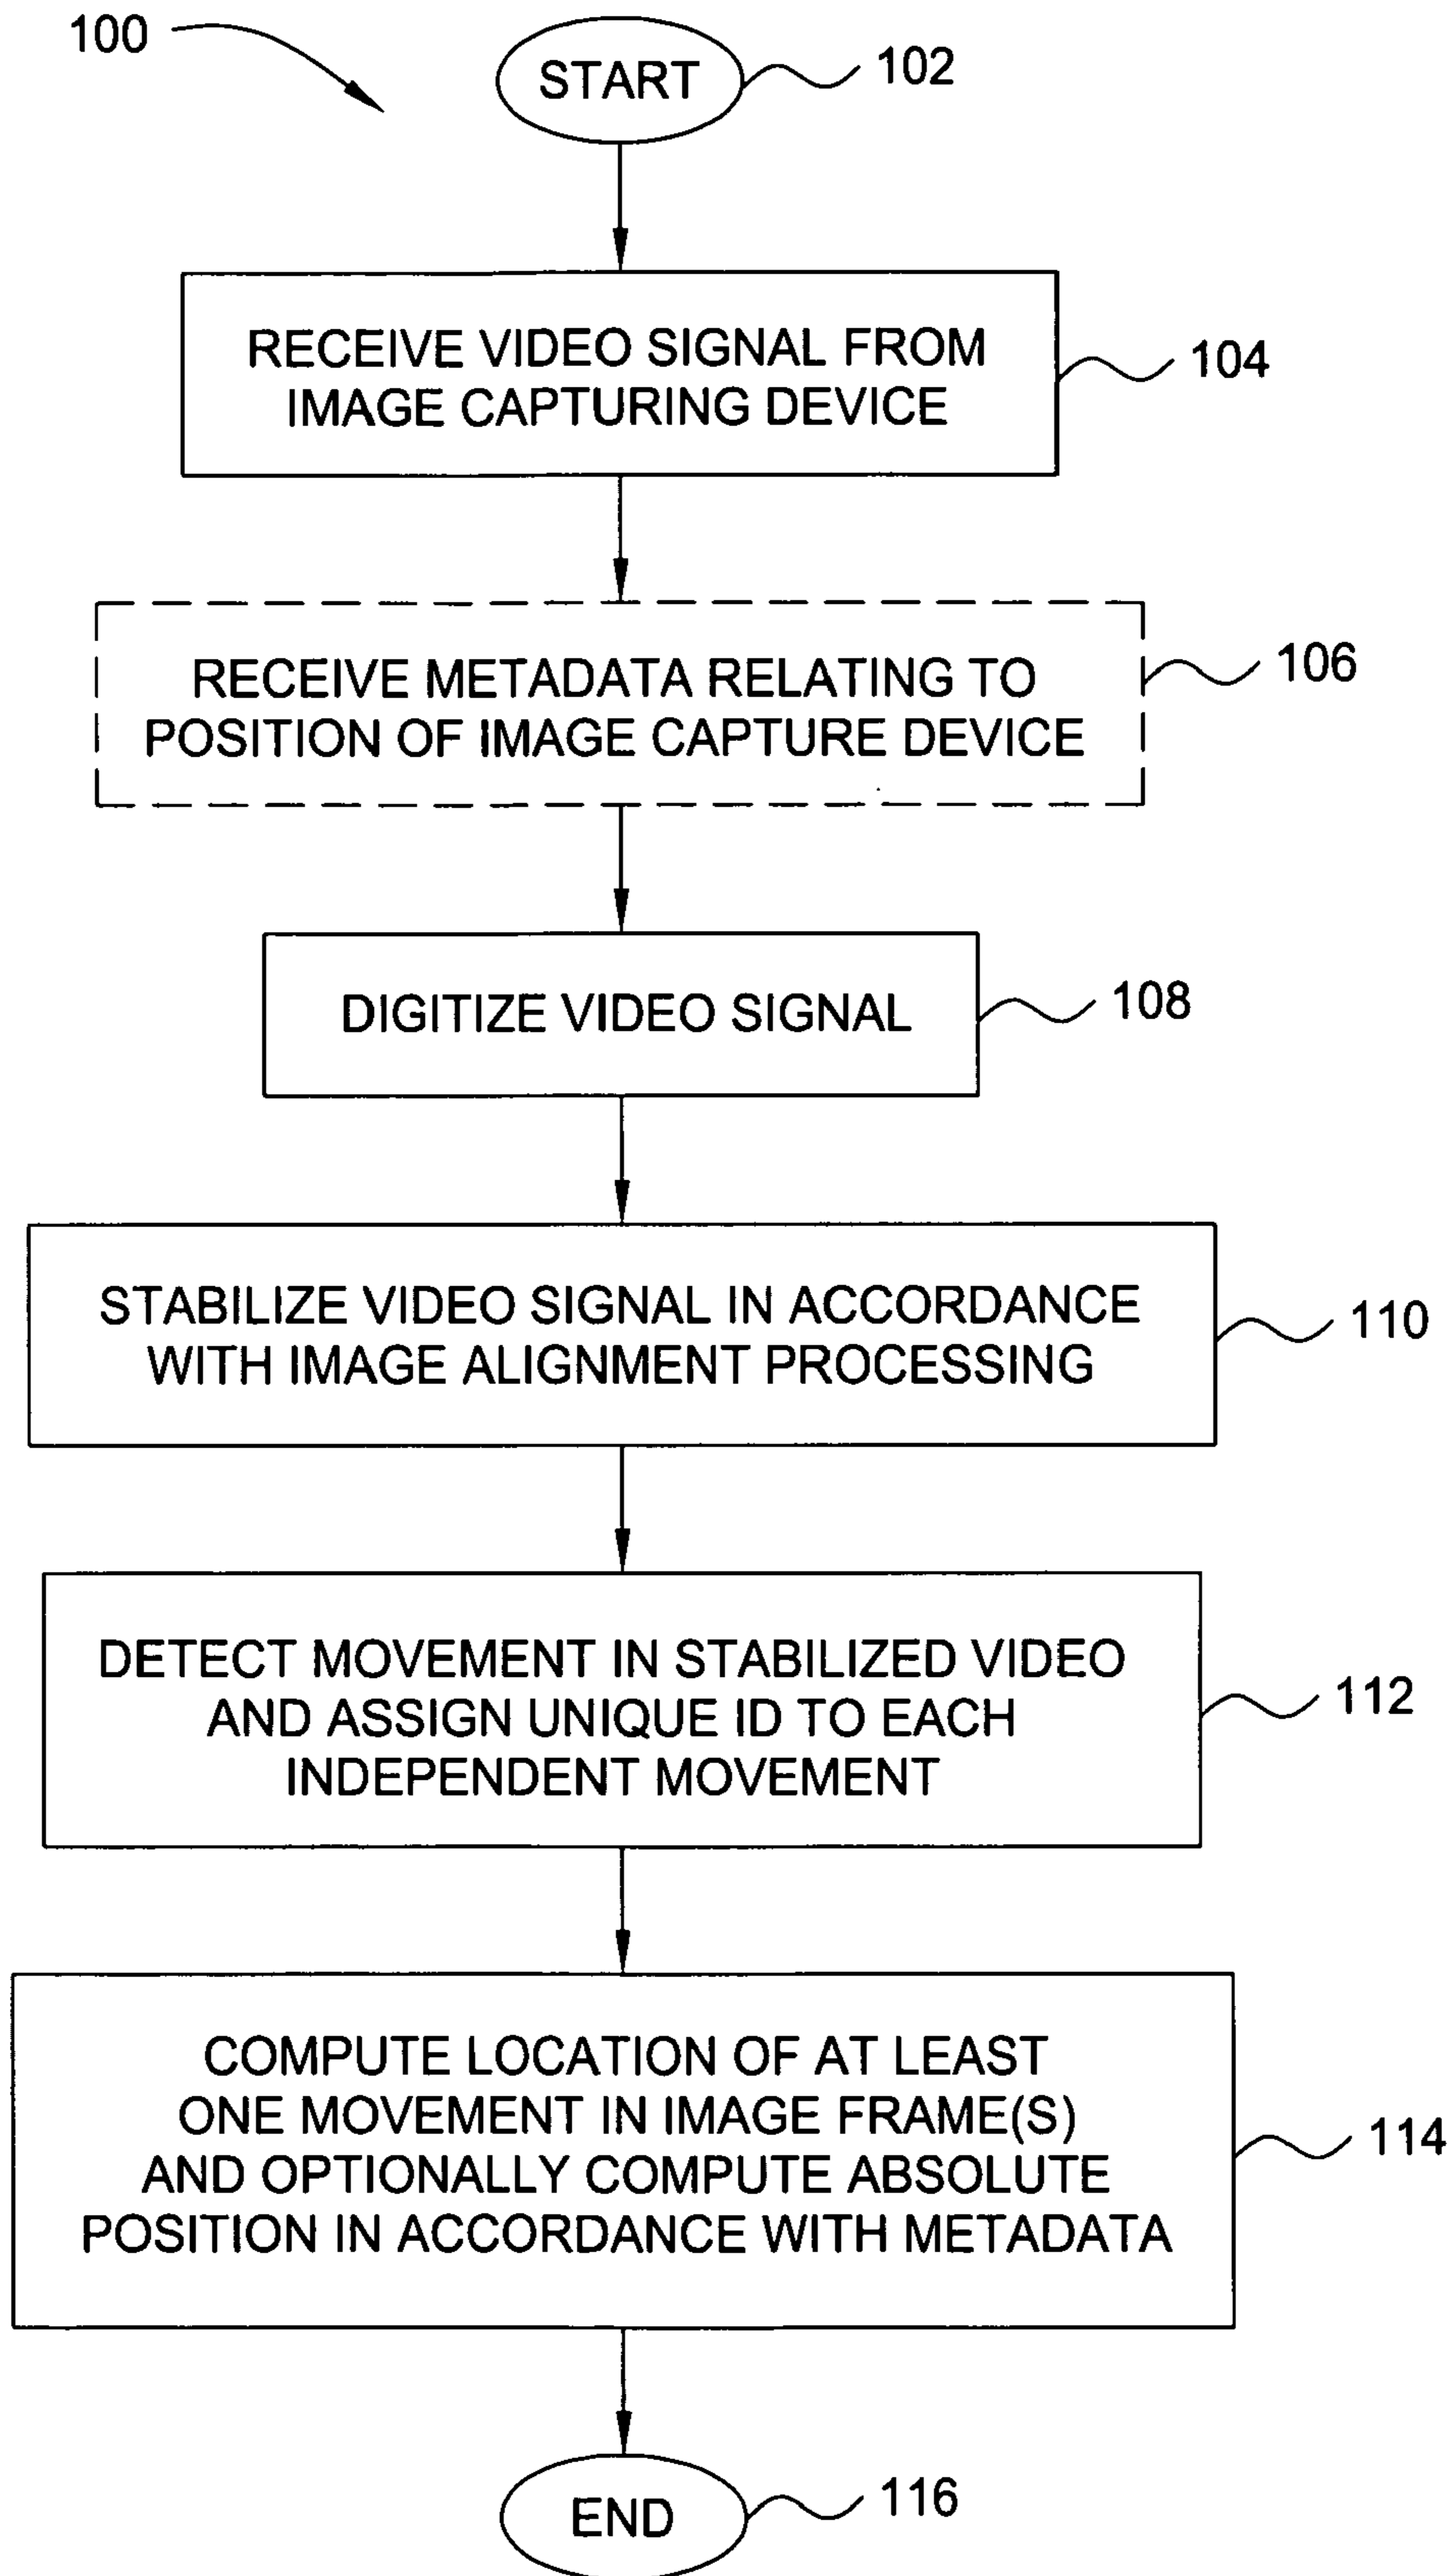 100
START
102
RECEIVE VIDEO SIGNAL FROM
IMAGE CAPTURING DEVICE
104
RECEIVE METADATA RELATING TO
POSITION OF IMAGE CAPTURE DEVICE
106
DIGITIZE VIDEO SIGNAL
108
STABILIZE VIDEO SIGNAL IN ACCORDANCE
WITH IMAGE ALIGNMENT PROCESSING
110
DETECT MOVEMENT IN STABILIZED VIDEO
AND ASSIGN UNIQUE ID TO EACH
INDEPENDENT MOVEMENT
112
COMPUTE LOCATION OF AT LEAST
ONE MOVEMENT IN IMAGE FRAME(S)
AND OPTIONALLY COMPUTE ABSOLUTE
POSITION IN ACCORDANCE WITH METADATA
114
END
116